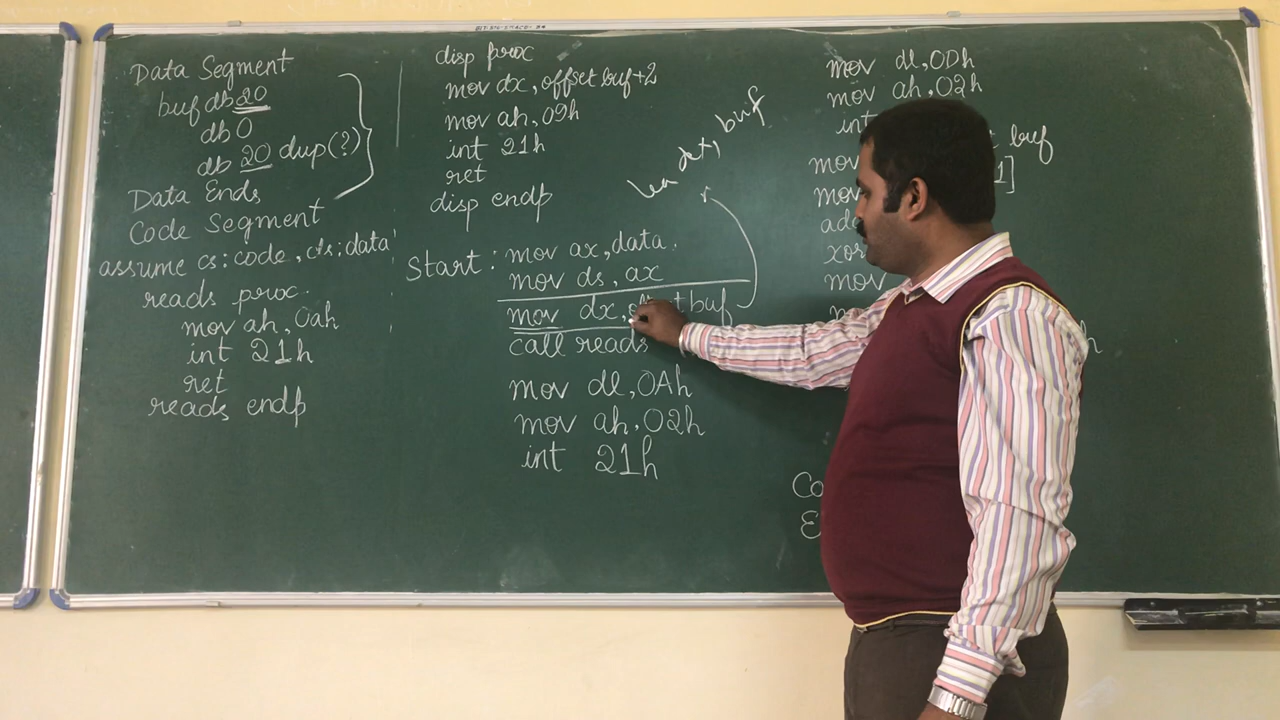 Data Segment
buf db 20
db 0
db 20 dup(?)
Data Ends
Code Segment
assume cs: code, ds: data
reads proc
mov ah, 0ah
int 21h
ret
reads endp
disp proc
mov dx, offset buf+2
mov ah, 09h
int 21h
ret
disp endp
lea dx, buf
Start: mov ax, data
mov ds, ax
mov dx, buf
call reads
mov dl, 0Ah
mov ah, 02h
int 21h
mov dl, 0Dh
mov ah, 02h
int
mov buf
mov 1]
xor
mov
h